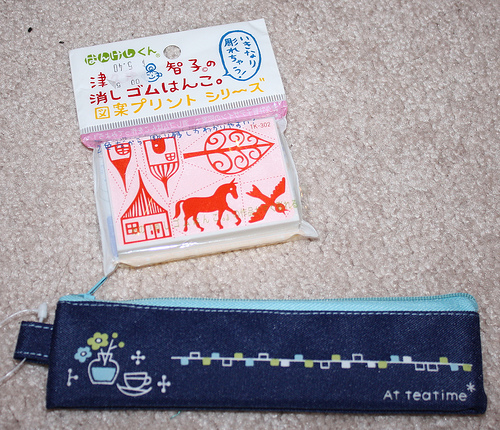 はんけしくん®
いきなり
彫れちゃう!
津 智子の
消しゴムはんこ。
図案プリント シリーズ
TK-302
At teatime*